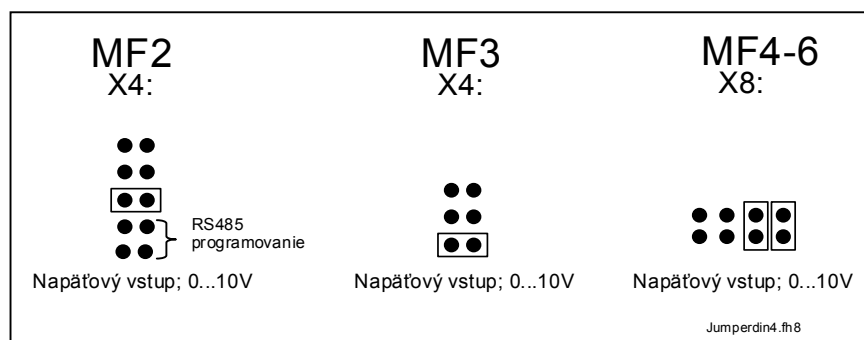 MF2
X4:
RS485
programovanie
Napäťový vstup; 0...10V
MF3
X4:
Napäťový vstup; 0...10V
MF4-6
X8:
Napäťový vstup; 0...10V
Jumperdin4.fh8